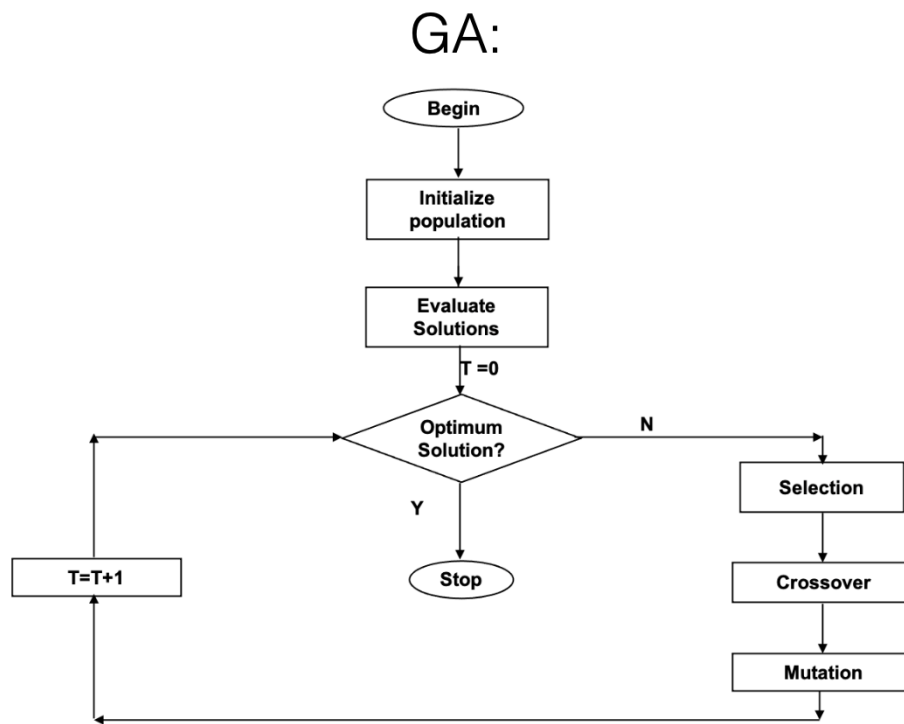 GA:
Begin
Initialize
population
Evaluate
Solutions
T =0
Optimum
Solution?
N
Selection
Y
Stop
T=T+1
Crossover
Mutation